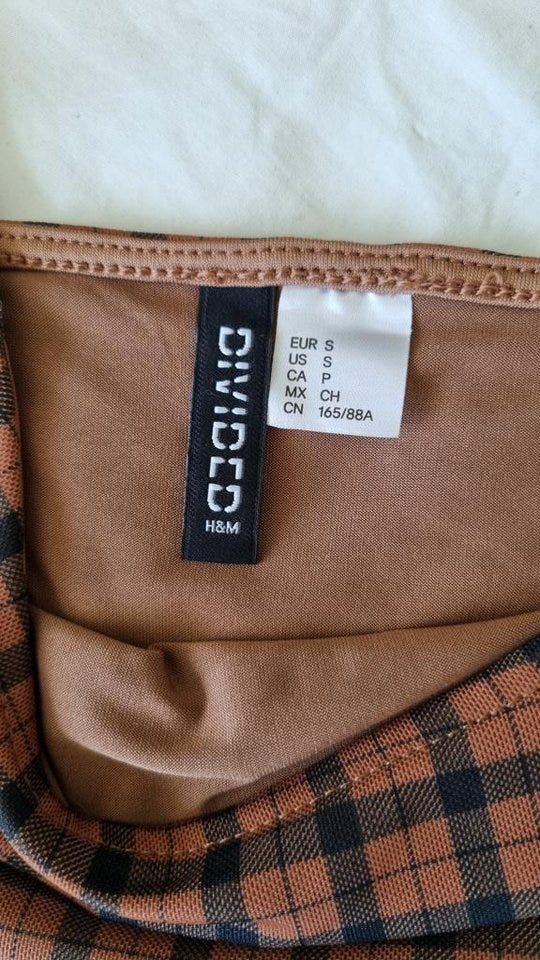 DIVIDED
H&M
EUR S
US S
CA P
MX CH
CN 165/88A